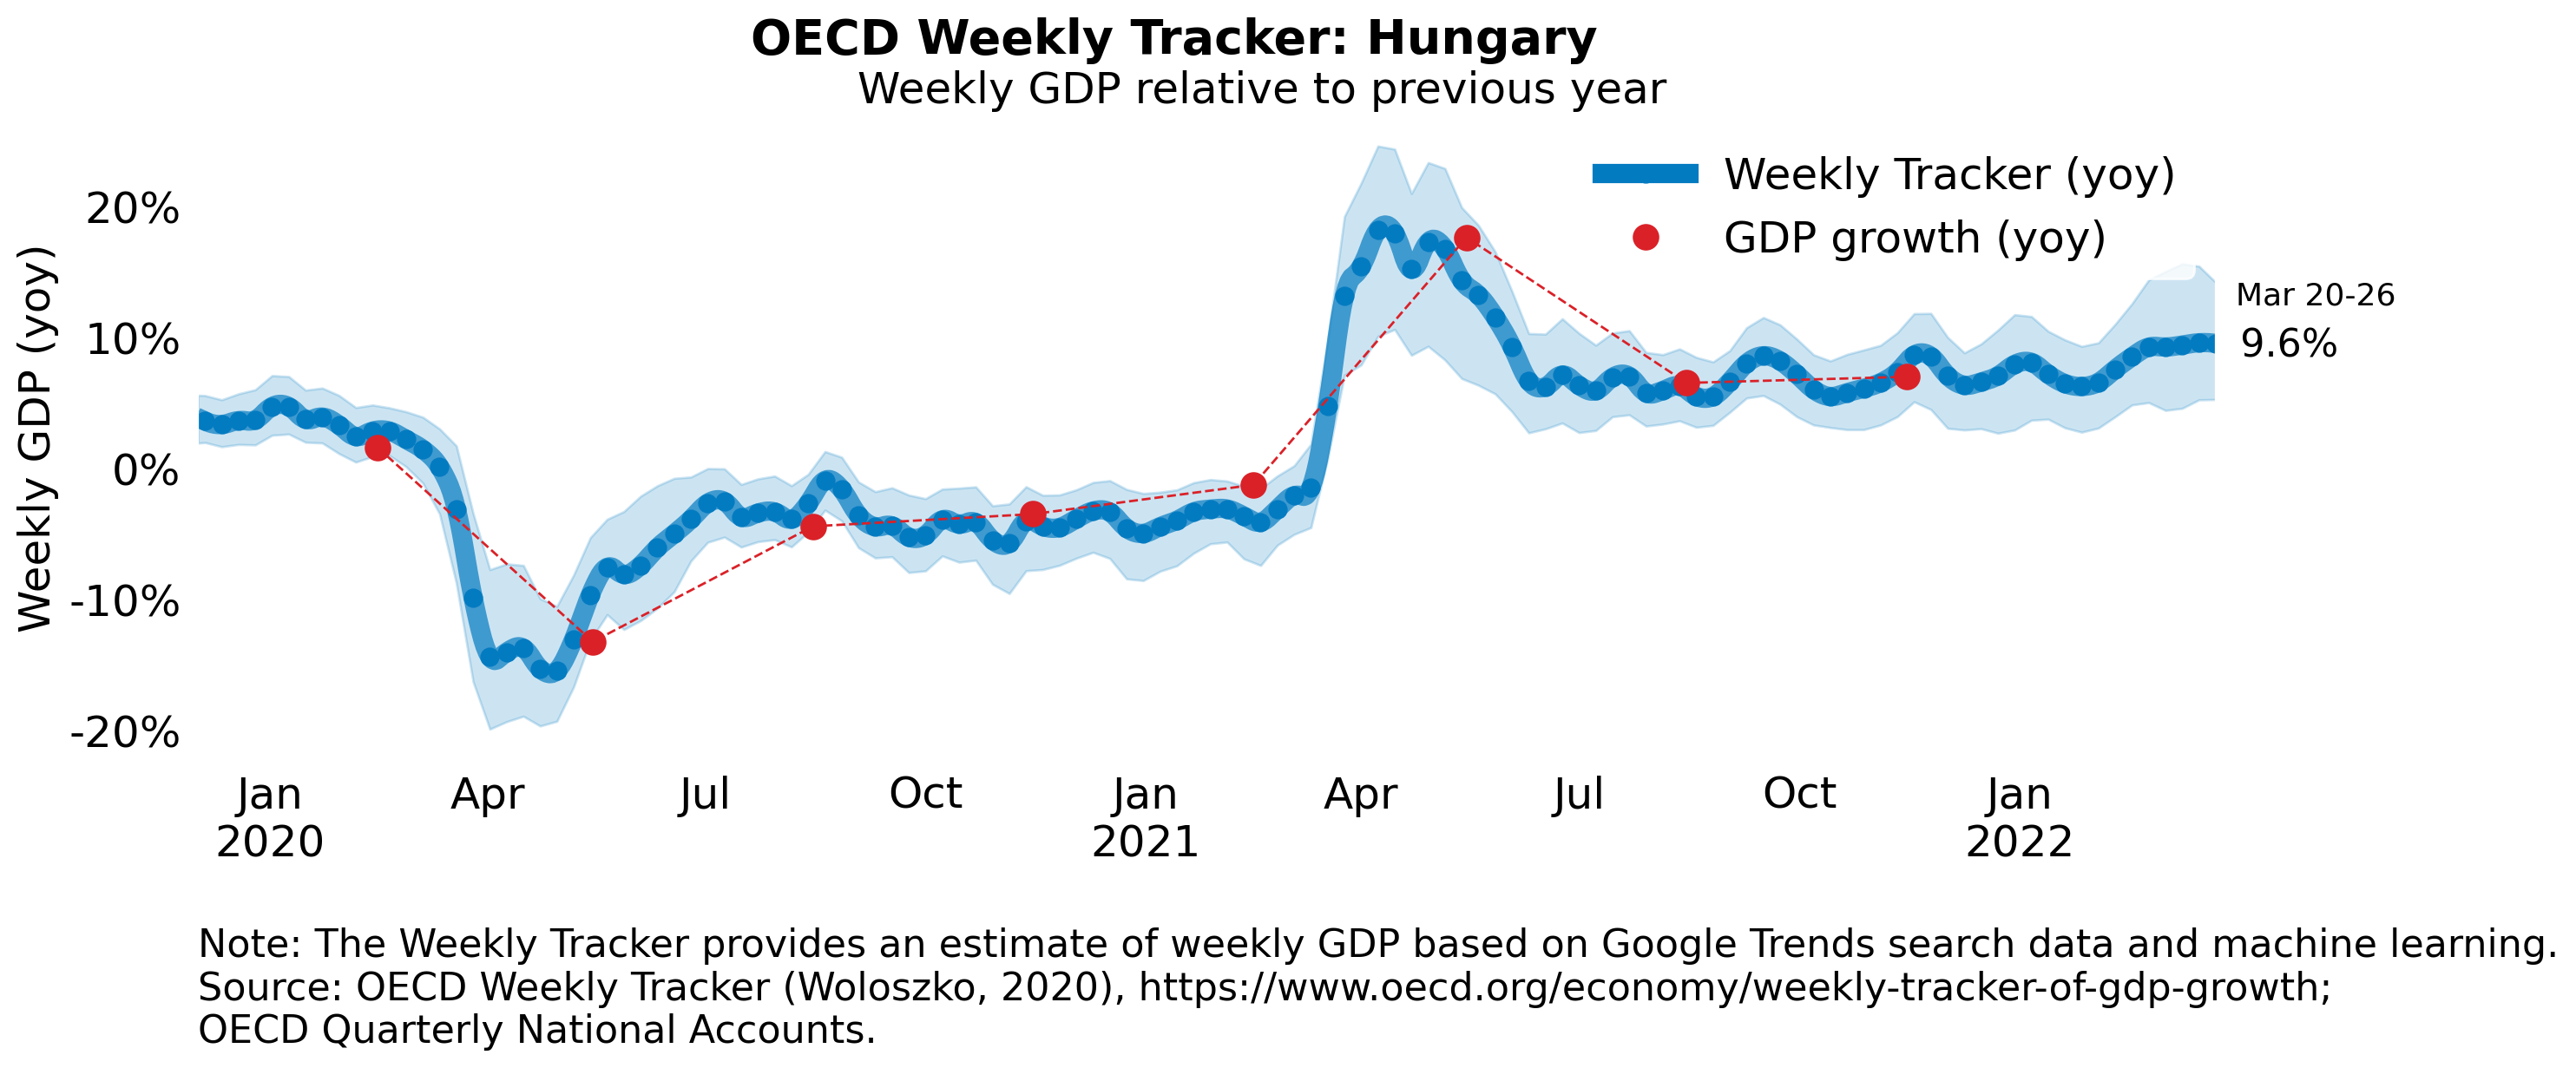 OECD Weekly Tracker: Hungary
Weekly GDP relative to previous year
Weekly Tracker (yoy)
GDP growth (yoy)
Weekly GDP (yoy)
20%
10%
0%
-10%
-20%
Mar 20-26
9.6%
Jan Apr Jul Oct Jan Apr Jul Oct Jan
2020 2021 2022
Note: The Weekly Tracker provides an estimate of weekly GDP based on Google Trends search data and machine learning.
Source: OECD Weekly Tracker (Woloszko, 2020), https://www.oecd.org/economy/weekly-tracker-of-gdp-growth;
OECD Quarterly National Accounts.